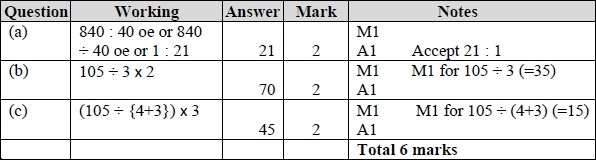 Question Working Answer Mark Notes
(a) 840 : 40 oe or 840 M1
÷ 40 oe or 1 : 21 21 2 A1 Accept 21 : 1
(b) 105 ÷ 3 x 2 M1 M1 for 105 ÷ 3 (=35)
70 2 A1
(c) (105 ÷ {4+3}) x 3 M1 M1 for 105 ÷ (4+3) (=15)
45 2 A1
Total 6 marks